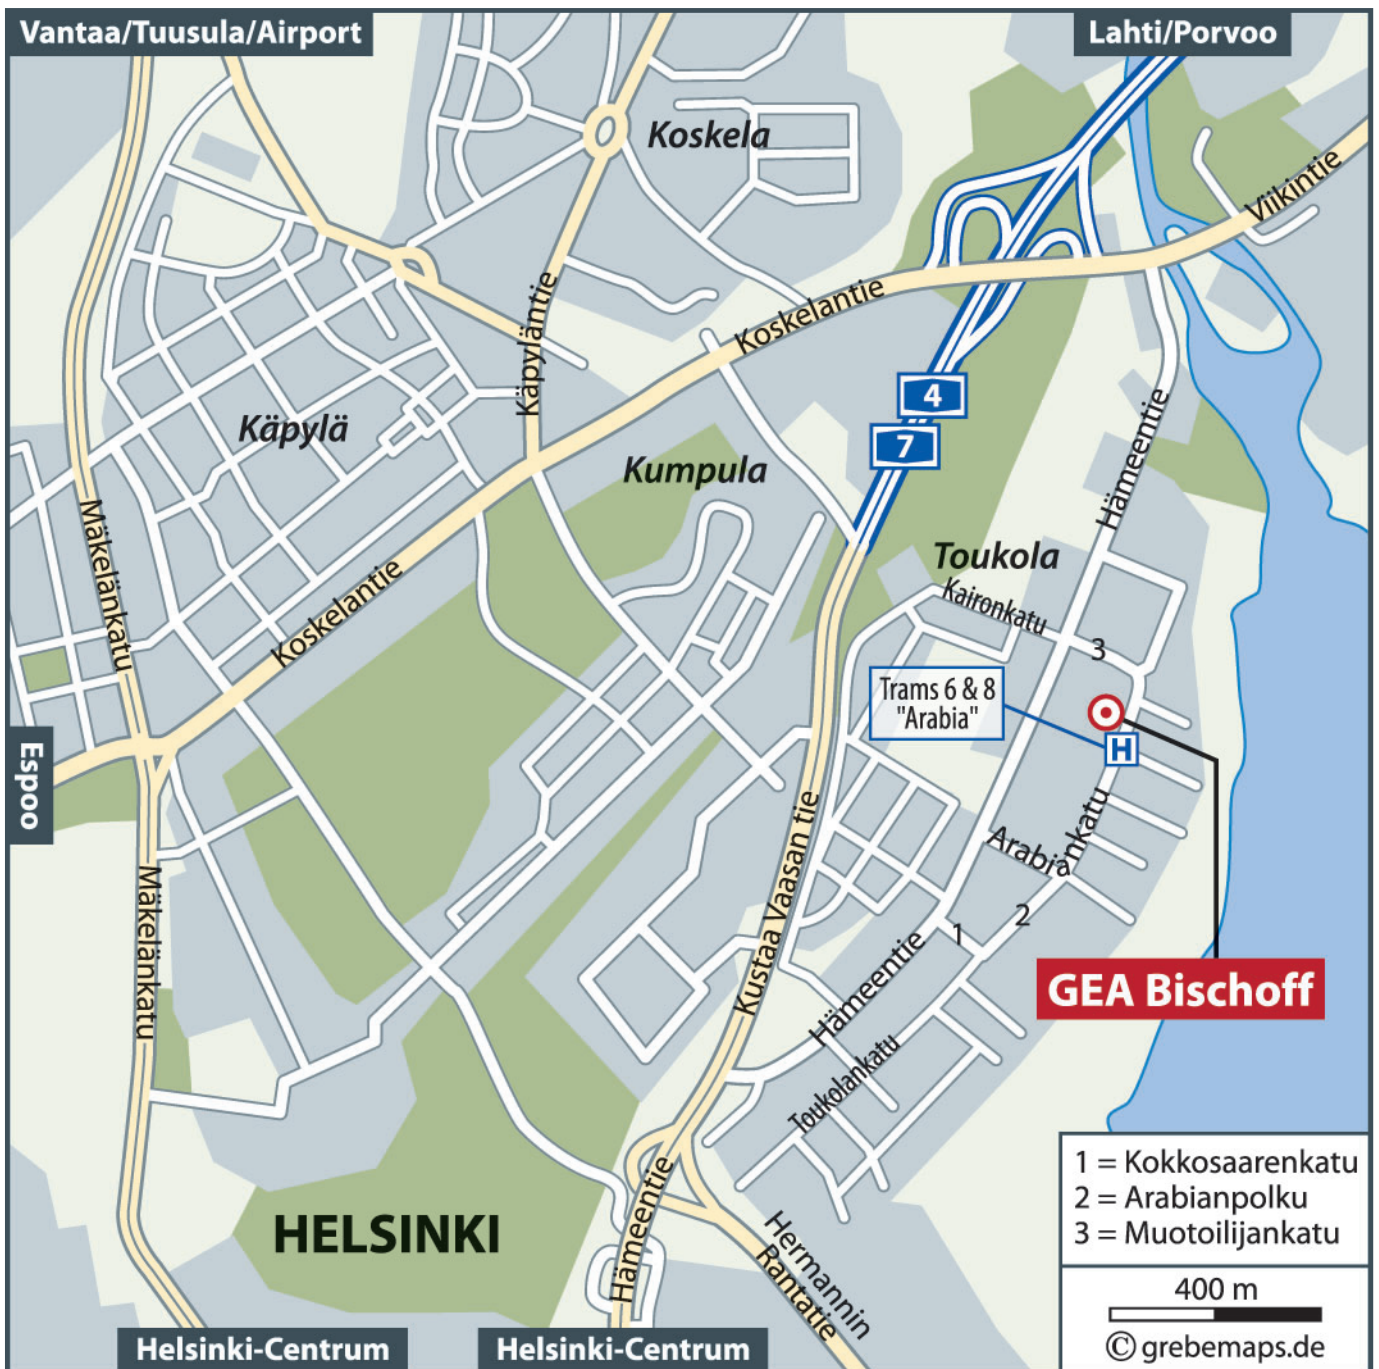 Vantaa/Tuusula/Airport
Lahti/Porvoo
Koskela
Viikintie
Käpyläntie
Koskelantie
4
7
Käpylä
Kumpula
Hämeentie
Mäkelänkatu
Koskelantie
Toukola
Kaironkatu
3
Trams 6 & 8
"Arabia"
H
Espoo
Kustaa Vaasan tie
Arabiankatu
Mäkelänkatu
1
2
Hämeentie
GEA Bischoff
Toukolankatu
HELSINKI
Hämeentie
Hermannin
Rantatie
1 = Kokkosaarenkatu
2 = Arabianpolku
3 = Muotoilijankatu
400 m
© grebemaps.de
Helsinki-Centrum
Helsinki-Centrum